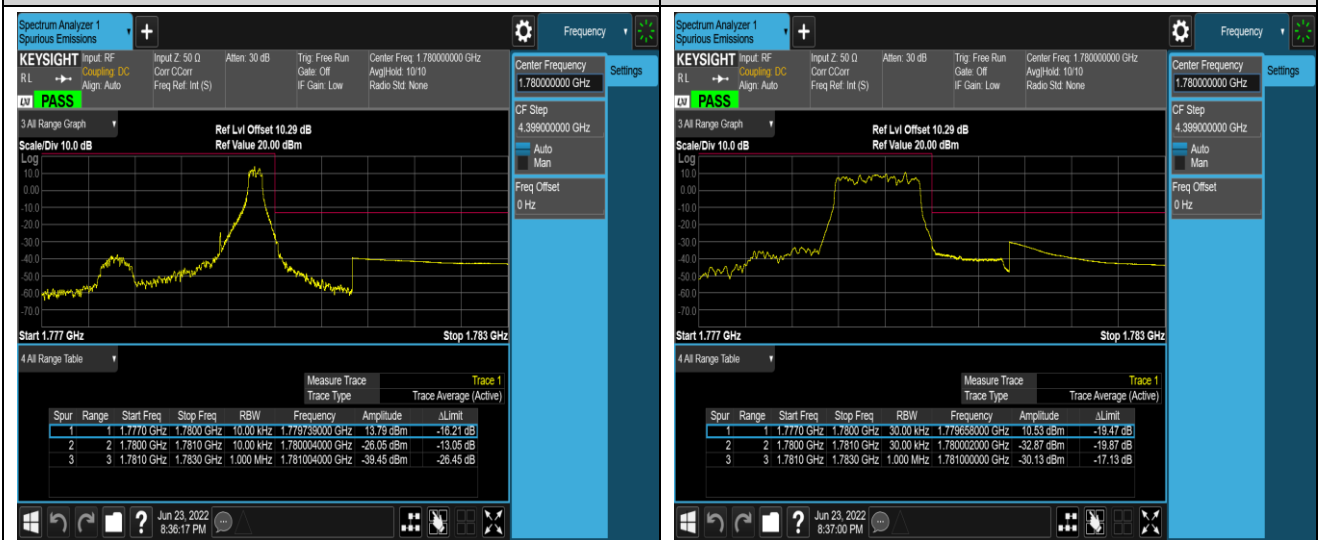 Spectrum Analyzer 1
Spurious Emissions
Frequency
KEYSIGHT Input: RF Input Z: 50 Ω Atten: 30 dB Trig: Free Run Center Freq: 1.780000000 GHz
Coupling: DC Corr CCorr Gate: Off Avg|Hold: 10/10
RL Align: Auto Freq Ref: Int (S) IF Gain: Low Radio Std: None
LXI PASS
Center Frequency
1.780000000 GHz
Settings
CF Step
4.399000000 GHz
Auto
Man
Freq Offset
0 Hz
3 All Range Graph
Ref Lvl Offset 10.29 dB
Scale/Div 10.0 dB Ref Value 20.00 dBm
Log
10.0
0.00
-10.0
-20.0
-30.0
-40.0
-50.0
-60.0
-70.0
Start 1.777 GHz Stop 1.783 GHz
4 All Range Table
Measure Trace Trace 1
Trace Type Trace Average (Active)
Spur Range Start Freq Stop Freq RBW Frequency Amplitude ΔLimit
1 1 1.7770 GHz 1.7800 GHz 10.00 kHz 1.779739000 GHz 13.79 dBm -16.21 dB
2 2 1.7800 GHz 1.7810 GHz 10.00 kHz 1.780004000 GHz -26.05 dBm -13.05 dB
3 3 1.7810 GHz 1.7830 GHz 1.000 MHz 1.781004000 GHz -39.45 dBm -26.45 dB
Jun 23, 2022
8:36:17 PM
Spectrum Analyzer 1
Spurious Emissions
Frequency
KEYSIGHT Input: RF Input Z: 50 Ω Atten: 30 dB Trig: Free Run Center Freq: 1.780000000 GHz
Coupling: DC Corr CCorr Gate: Off Avg|Hold: 10/10
RL Align: Auto Freq Ref: Int (S) IF Gain: Low Radio Std: None
LXI PASS
Center Frequency
1.780000000 GHz
Settings
CF Step
4.399000000 GHz
Auto
Man
Freq Offset
0 Hz
3 All Range Graph
Ref Lvl Offset 10.29 dB
Scale/Div 10.0 dB Ref Value 20.00 dBm
Log
10.0
0.00
-10.0
-20.0
-30.0
-40.0
-50.0
-60.0
-70.0
Start 1.777 GHz Stop 1.783 GHz
4 All Range Table
Measure Trace Trace 1
Trace Type Trace Average (Active)
Spur Range Start Freq Stop Freq RBW Frequency Amplitude ΔLimit
1 1 1.7770 GHz 1.7800 GHz 30.00 kHz 1.779658000 GHz 10.53 dBm -19.47 dB
2 2 1.7800 GHz 1.7810 GHz 30.00 kHz 1.780002000 GHz -32.87 dBm -19.87 dB
3 3 1.7810 GHz 1.7830 GHz 1.000 MHz 1.781000000 GHz -30.13 dBm -17.13 dB
Jun 23, 2022
8:37:00 PM